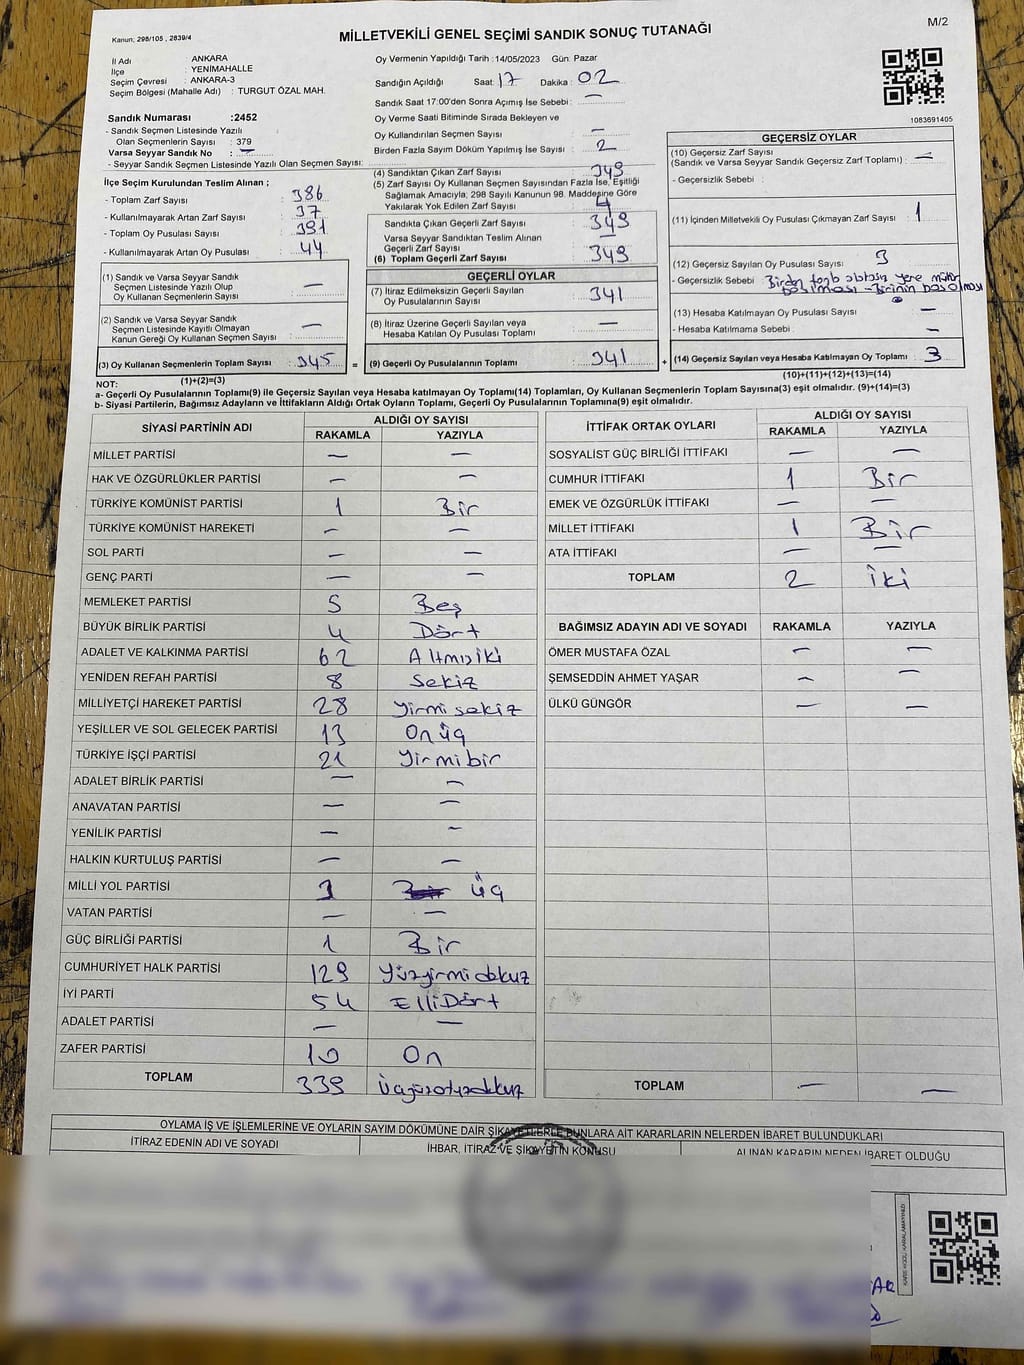 M/2
Kanun: 298/105 , 2839/4
MİLLETVEKİLİ GENEL SEÇİMİ SANDIK SONUÇ TUTANAĞI
İl Adı : ANKARA
İlçe : YENİMAHALLE
Seçim Çevresi : ANKARA-3
Seçim Bölgesi (Mahalle Adı) : TURGUT ÖZAL MAH.
Sandık Numarası :2452
- Sandık Seçmen Listesinde Yazılı
Olan Seçmenlerin Sayısı : 379
Varsa Seyyar Sandık No : —
- Seyyar Sandık Seçmen Listesinde Yazılı Olan Seçmen Sayısı:
İlçe Seçim Kurulundan Teslim Alınan ;
- Toplam Zarf Sayısı : 386
- Kullanılmayarak Artan Zarf Sayısı : 37
- Toplam Oy Pusulası Sayısı : 391
- Kullanılmayarak Artan Oy Pusulası : 44
(1) Sandık ve Varsa Seyyar Sandık
Seçmen Listesinde Yazılı Olup
Oy Kullanan Seçmenlerin Sayısı : —
(2) Sandık ve Varsa Seyyar Sandık
Seçmen Listesinde Kayıtlı Olmayan
Kanun Gereği Oy Kullanan Seçmen Sayısı : —
(3) Oy Kullanan Seçmenlerin Toplam Sayısı : 345
(1)+(2)=(3)
Oy Vermenin Yapıldığı Tarih : 14/05/2023 Gün: Pazar
Sandığın Açıldığı Saat: 17 Dakika : 02
Sandık Saat 17:00'den Sonra Açımış İse Sebebi : —
Oy Verme Saati Bitiminde Sırada Bekleyen ve
Oy Kullandırılan Seçmen Sayısı : —
Birden Fazla Sayım Döküm Yapılmış İse Sayısı : 2
(4) Sandıktan Çıkan Zarf Sayısı : 349
(5) Zarf Sayısı Oy Kullanan Seçmen Sayısından Fazla İse, Eşitliği
Sağlamak Amacıyla; 298 Sayılı Kanunun 98. Maddesine Göre
Yakılarak Yok Edilen Zarf Sayısı : 4
Sandıkta Çıkan Geçerli Zarf Sayısı : 349
Varsa Seyyar Sandıktan Teslim Alınan
Geçerli Zarf Sayısı : —
(6) Toplam Geçerli Zarf Sayısı : 349
GEÇERLİ OYLAR
(7) İtiraz Edilmeksizin Geçerli Sayılan
Oy Pusulalarının Sayısı : 341
(8) İtiraz Üzerine Geçerli Sayılan veya
Hesaba Katılan Oy Pusulası Toplamı : —
= (9) Geçerli Oy Pusulalarının Toplamı : 341 +
1083691405
GEÇERSİZ OYLAR
(10) Geçersiz Zarf Sayısı
(Sandık ve Varsa Seyyar Sandık Geçersiz Zarf Toplamı) : —
- Geçersizlik Sebebi :
(11) İçinden Milletvekili Oy Pusulası Çıkmayan Zarf Sayısı : 1
(12) Geçersiz Sayılan Oy Pusulası Sayısı : 3
- Geçersizlik Sebebi : Birden fazla yere mühür
basılması - Birinin
(13) Hesaba Katılmayan Oy Pusulası Sayısı : —
- Hesaba Katılmama Sebebi : —
(14) Geçersiz Sayılan veya Hesaba Katılmayan Oy Toplamı : 3
(10)+(11)+(12)+(13)=(14)
NOT:
a- Geçerli Oy Pusulalarının Toplamı(9) ile Geçersiz Sayılan veya Hesaba katılmayan Oy Toplamı(14) Toplamları, Oy Kullanan Seçmenlerin Toplam Sayısına(3) eşit olmalıdır. (9)+(14)=(3)
b- Siyasi Partilerin, Bağımsız Adayların ve İttifakların Aldığı Ortak Oyların Toplamı, Geçerli Oy Pusulalarının Toplamına(9) eşit olmalıdır.
SİYASİ PARTİNİN ADI ALDIĞI OY SAYISI
RAKAMLA YAZIYLA
MİLLET PARTİSİ — —
HAK VE ÖZGÜRLÜKLER PARTİSİ — —
TÜRKİYE KOMÜNİST PARTİSİ 1 Bir
TÜRKİYE KOMÜNİST HAREKETİ — —
SOL PARTİ — —
GENÇ PARTİ — —
MEMLEKET PARTİSİ 5 Beş
BÜYÜK BİRLİK PARTİSİ 4 Dört
ADALET VE KALKINMA PARTİSİ 62 Altmışiki
YENİDEN REFAH PARTİSİ 8 Sekiz
MİLLİYETÇİ HAREKET PARTİSİ 28 Yirmi sekiz
YEŞİLLER VE SOL GELECEK PARTİSİ 13 Onüç
TÜRKİYE İŞÇİ PARTİSİ 21 Yirmibir
ADALET BİRLİK PARTİSİ — —
ANAVATAN PARTİSİ — —
YENİLİK PARTİSİ — —
HALKIN KURTULUŞ PARTİSİ — —
MİLLİ YOL PARTİSİ 3 Üç
VATAN PARTİSİ — —
GÜÇ BİRLİĞİ PARTİSİ 1 Bir
CUMHURİYET HALK PARTİSİ 129 Yüzyirmi dokuz
İYİ PARTİ 54 ElliDört
ADALET PARTİSİ — —
ZAFER PARTİSİ 10 On
TOPLAM 339 Üçyüzotuzdokkuz
İTTİFAK ORTAK OYLARI ALDIĞI OY SAYISI
RAKAMLA YAZIYLA
SOSYALİST GÜÇ BİRLİĞİ İTTİFAKI — —
CUMHUR İTTİFAKI 1 Bir
EMEK VE ÖZGÜRLÜK İTTİFAKI — —
MİLLET İTTİFAKI 1 Bir
ATA İTTİFAKI — —
TOPLAM 2 İki
BAĞIMSIZ ADAYIN ADI VE SOYADI RAKAMLA YAZIYLA
ÖMER MUSTAFA ÖZAL — —
ŞEMSEDDİN AHMET YAŞAR — —
ÜLKÜ GÜNGÖR — —
TOPLAM — —
OYLAMA İŞ VE İŞLEMLERİNE VE OYLARIN SAYIM DÖKÜMÜNE DAİR ŞİKAYETLERLE BUNLARA AİT KARARLARIN NELERDEN İBARET BULUNDUKLARI
İTİRAZ EDENİN ADI VE SOYADI İHBAR, İTİRAZ VE ŞİKAYETİN KONUSU ALINAN KARARIN NEDEN İBARET OLDUĞU
KARE KODU KARALAMAYINIZ!